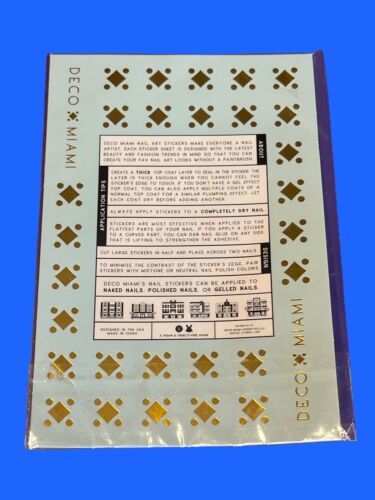 DECO MIAMI
DECO MIAMI NAIL ART STICKERS MAKE EVERYONE A NAIL
ARTIST. EACH STICKER SHEET IS DESIGNED WITH THE LATEST
BEAUTY AND FASHION TRENDS IN MIND SO THAT YOU CAN
CREATE YOUR FAV NAIL ART LOOKS WITHOUT A PAINTBRUSH.
ABOUT
APPLICATION TIPS
CREATE A THICK TOP COAT LAYER TO SEAL IN THE STICKER. THE
LAYER IS THICK ENOUGH WHEN YOU CANNOT FEEL THE
STICKER'S EDGE TO TOUCH. IF YOU DON'T HAVE A GEL EFFECT
TOP COAT, YOU CAN ALSO APPLY MULTIPLE COATS OF A
NORMAL TOP COAT FOR A SIMILAR PLUMPING EFFECT. LET
EACH COAT DRY BEFORE ADDING ANOTHER.
ALWAYS APPLY STICKERS TO A COMPLETELY DRY NAIL
STICKERS ARE MOST EFFECTIVE WHEN APPLIED TO THE
FLATTEST PARTS OF YOUR NAIL. IF YOU APPLY A STICKER
TO A CURVED PART, YOU CAN DAB NAIL GLUE ON ANY SIDE
THAT IS LIFTING TO STRENGTHEN THE ADHESIVE
CUT LARGE STICKERS IN HALF AND PLACE ACROSS TWO NAILS
TO MINIMIZE THE CONTRAST OF THE STICKER'S EDGE, PAIR
STICKERS WITH MIDTONE OR NEUTRAL NAIL POLISH COLORS
DESIGN
DECO MIAMI'S NAIL STICKERS CAN BE APPLIED TO
NAKED NAILS, POLISHED NAILS, OR GELLED NAILS.
DESIGNED IN THE USA
MADE IN CHINA
DECO MIAMI